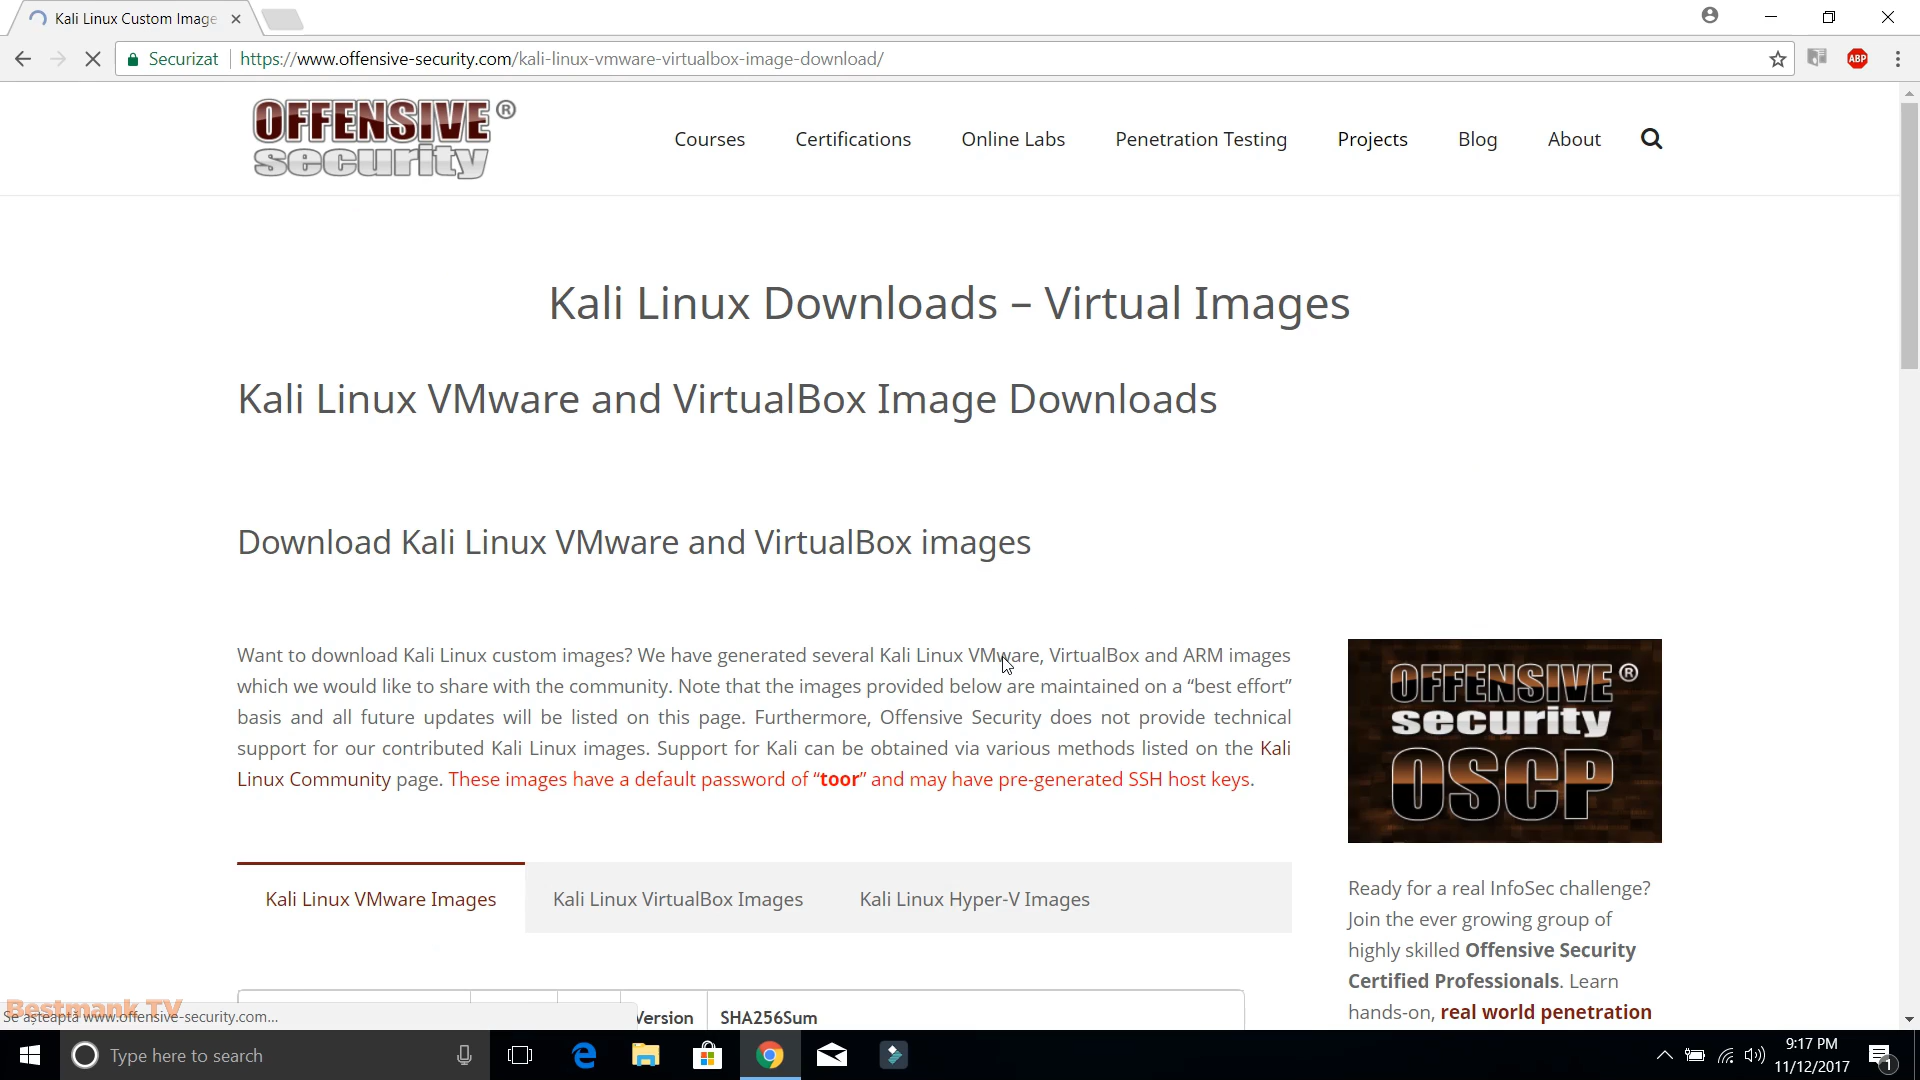 Kali Linux Custom Image
Securizat https://www.offensive-security.com/kali-linux-vmware-virtualbox-image-download/
ABP
OFFENSIVE®
security
Courses Certifications Online Labs Penetration Testing Projects Blog About
Kali Linux Downloads – Virtual Images
Kali Linux VMware and VirtualBox Image Downloads
Download Kali Linux VMware and VirtualBox images
Want to download Kali Linux custom images? We have generated several Kali Linux VMware, VirtualBox and ARM images
which we would like to share with the community. Note that the images provided below are maintained on a “best effort”
basis and all future updates will be listed on this page. Furthermore, Offensive Security does not provide technical
support for our contributed Kali Linux images. Support for Kali can be obtained via various methods listed on the Kali
Linux Community page. These images have a default password of “toor” and may have pre-generated SSH host keys.
OFFENSIVE®
security
OSCP
Kali Linux VMware Images Kali Linux VirtualBox Images Kali Linux Hyper-V Images
Ready for a real InfoSec challenge?
Join the ever growing group of
highly skilled Offensive Security
Certified Professionals. Learn
hands-on, real world penetration
Version SHA256Sum
Bestmank TV
Se așteaptă www.offensive-security.com...
Type here to search
9:17 PM
11/12/2017
1